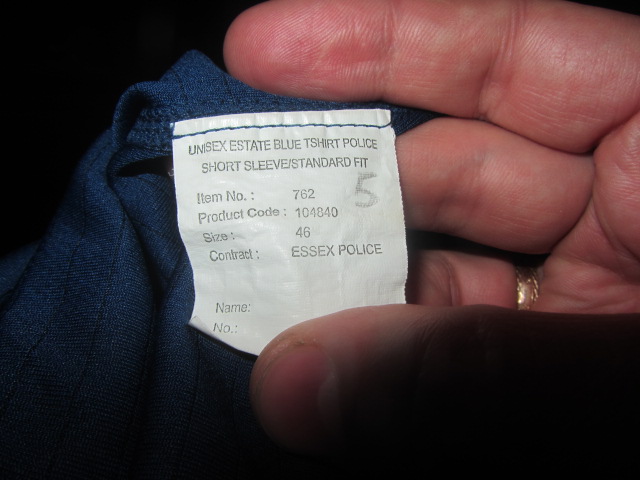 UNISEX ESTATE BLUE TSHIRT POLICE
SHORT SLEEVE/STANDARD FIT
Item No.: 762 5
Product Code: 104840
Size: 46
Contract: ESSEX POLICE
Name:
No.: